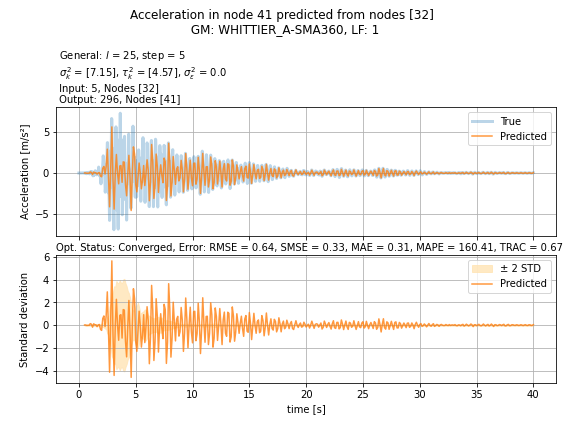 Acceleration in node 41 predicted from nodes [32]
GM: WHITTIER_A-SMA360, LF: 1
General: l = 25, step = 5
σ²ₖ = [7.15], τ²ₖ = [4.57], σ²ε = 0.0
Input: 5, Nodes [32]
Output: 296, Nodes [41]
True
Predicted
Acceleration [m/s²]
5
0
−5
Opt. Status: Converged, Error: RMSE = 0.64, SMSE = 0.33, MAE = 0.31, MAPE = 160.41, TRAC = 0.67
± 2 STD
Predicted
Standard deviation
6
4
2
0
−2
−4
0 5 10 15 20 25 30 35 40
time [s]